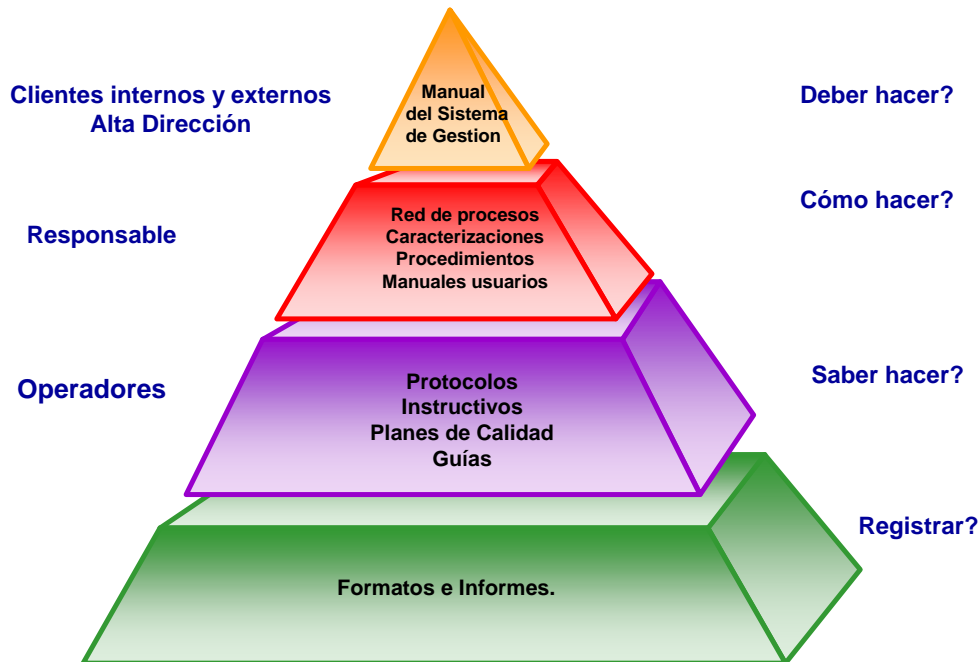 Clientes internos y externos
Alta Dirección
Manual
del Sistema
de Gestion
Deber hacer?
Responsable
Red de procesos
Caracterizaciones
Procedimientos
Manuales usuarios
Cómo hacer?
Operadores
Protocolos
Instructivos
Planes de Calidad
Guías
Saber hacer?
Formatos e Informes.
Registrar?